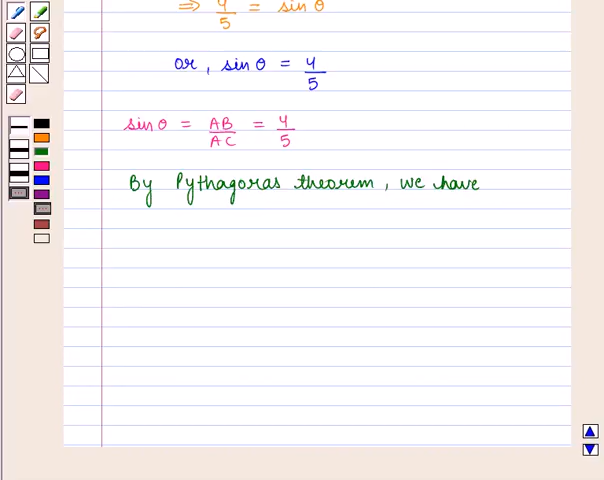 ⇒ 4/5 = sin θ
or, sin θ = 4/5
sin θ = AB/AC = 4/5
By Pythagoras theorem, we have